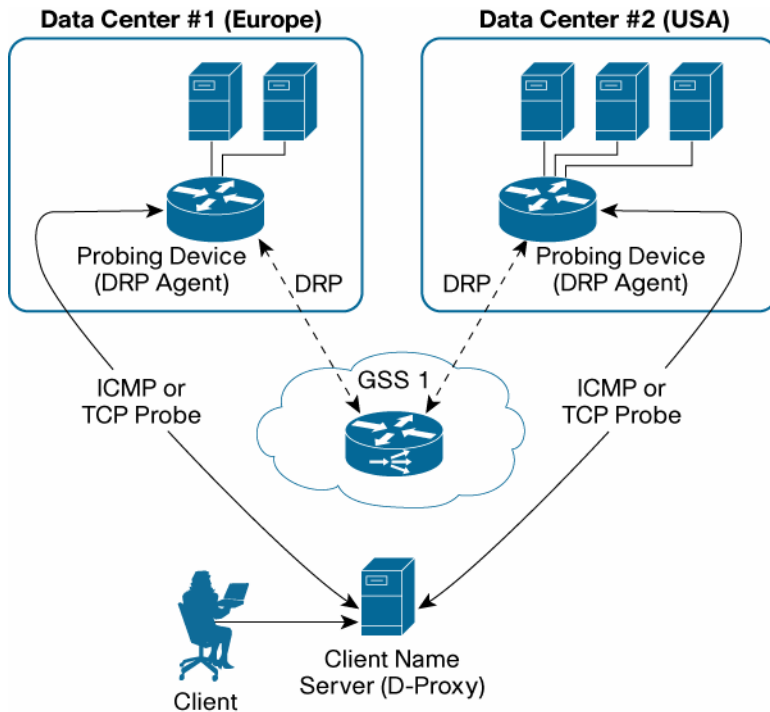 Data Center #1 (Europe)
Data Center #2 (USA)
Probing Device
(DRP Agent)
DRP
DRP
Probing Device
(DRP Agent)
ICMP or
TCP Probe
GSS 1
ICMP or
TCP Probe
Client
Client Name
Server (D-Proxy)